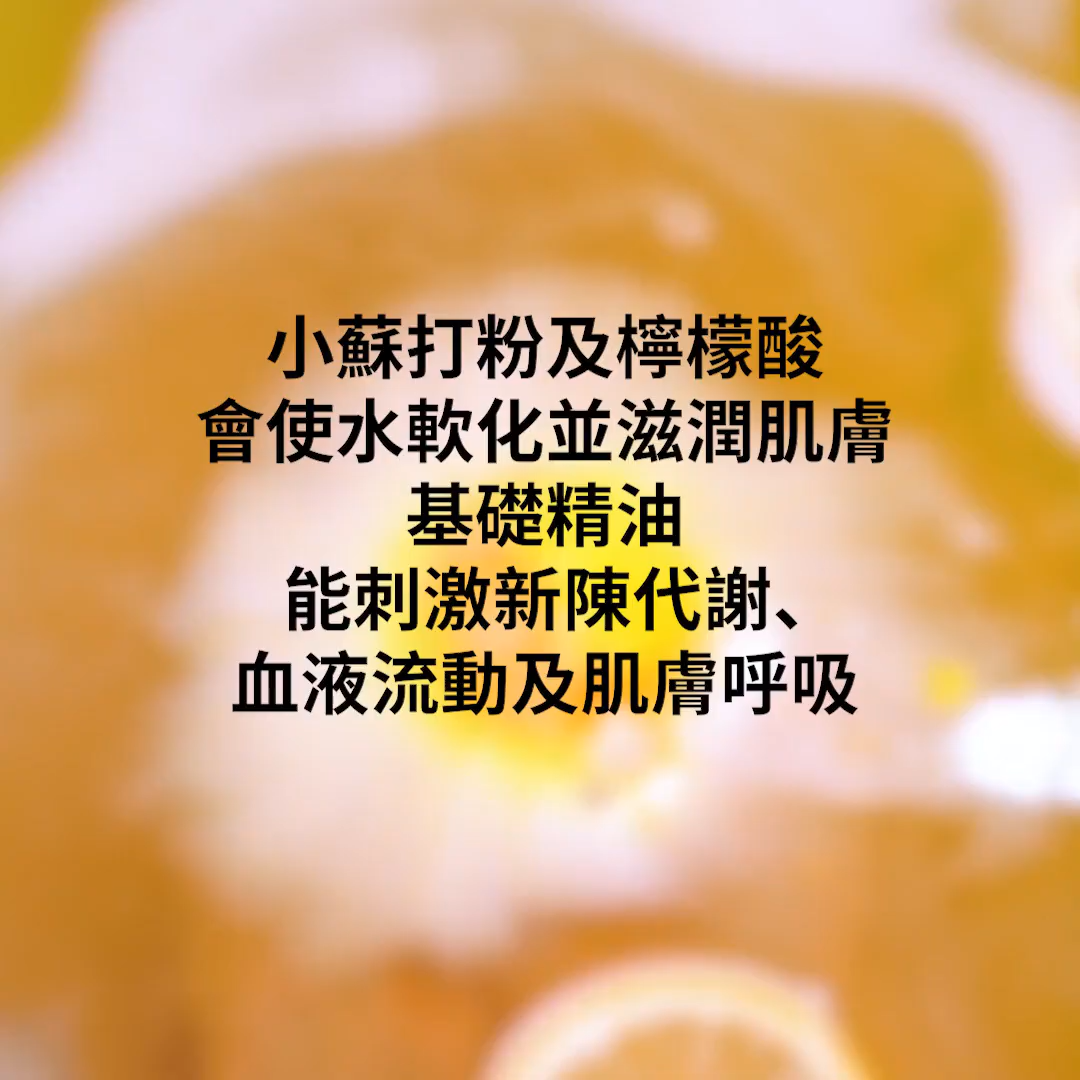 小蘇打粉及檸檬酸
會使水軟化並滋潤肌膚
基礎精油
能刺激新陳代謝、
血液流動及肌膚呼吸